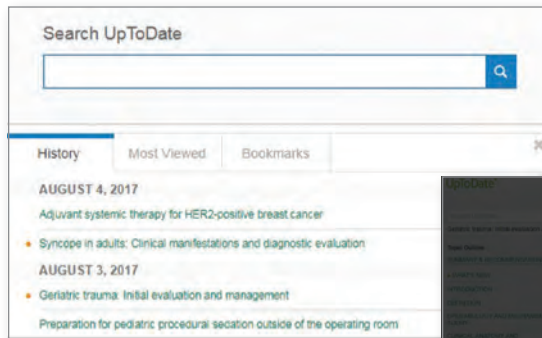 Search UpToDate
History Most Viewed Bookmarks
AUGUST 4, 2017
Adjuvant systemic therapy for HER2-positive breast cancer
Syncope in adults: Clinical manifestations and diagnostic evaluation
AUGUST 3, 2017
Geriatric trauma: Initial evaluation and management
Preparation for pediatric procedural sedation outside of the operating room
UpToDate